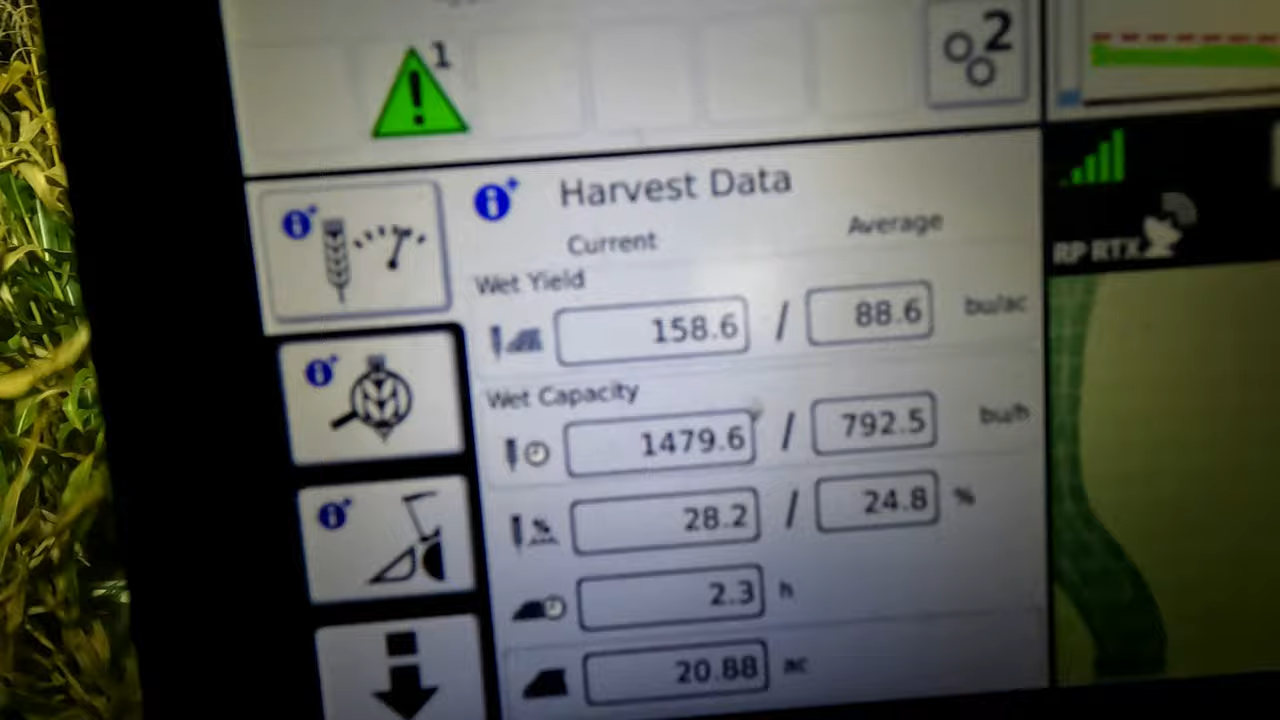 1
2
Harvest Data
Current Average
Wet Yield
158.6 / 88.6 bu/ac
Wet Capacity
1479.6 / 792.5 bu/h
28.2 / 24.8 %
2.3 h
20.88 ac
RP RTX